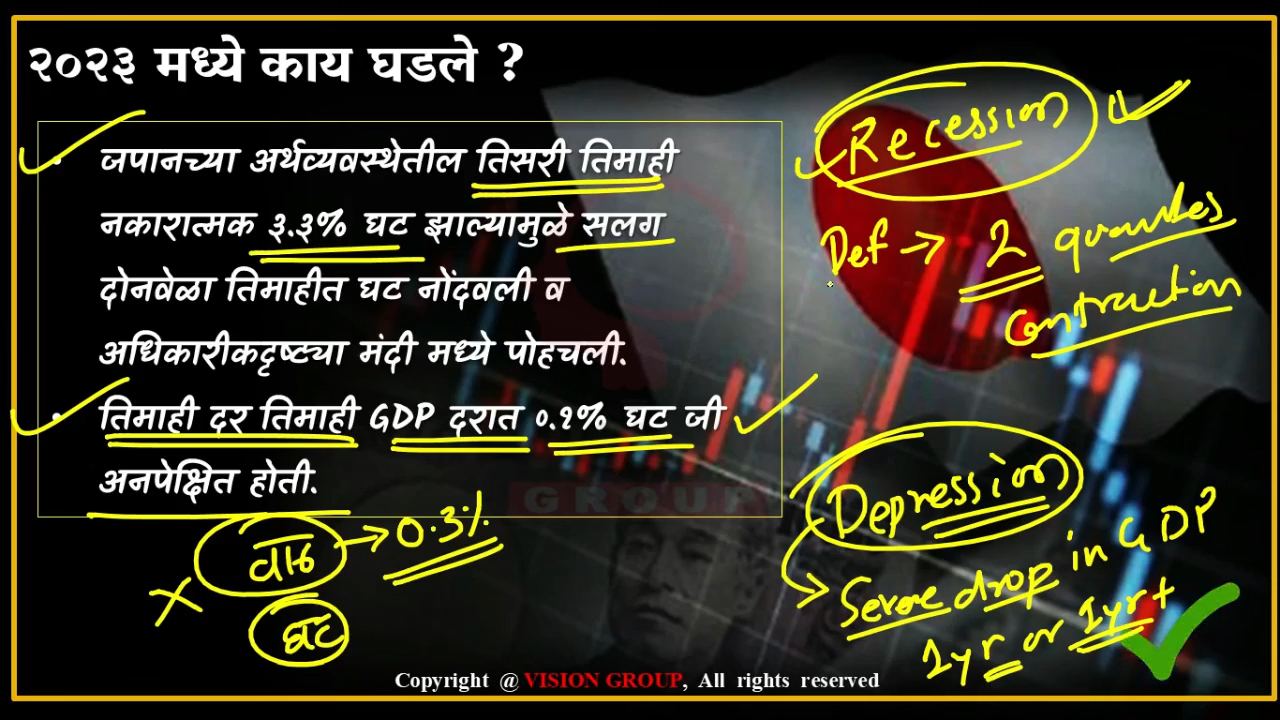 २०२३ मध्ये काय घडले ?
जपानच्या अर्थव्यवस्थेतील तिसरी तिमाही
नकारात्मक ३.३% घट झाल्यामुळे सलग
दोनवेळा तिमाहीत घट नोंदवली व
अधिकारीकदृष्ट्या मंदी मध्ये पोहचली.
तिमाही दर तिमाही GDP दरात ०.१% घट जी
अनपेक्षित होती.
वाढ → 0.3%
घट
Recession
Def → 2 quarters
contraction
Depression
Severe drop in GDP
1yr or 1yr+
GROUP
Copyright @ VISION GROUP, All rights reserved